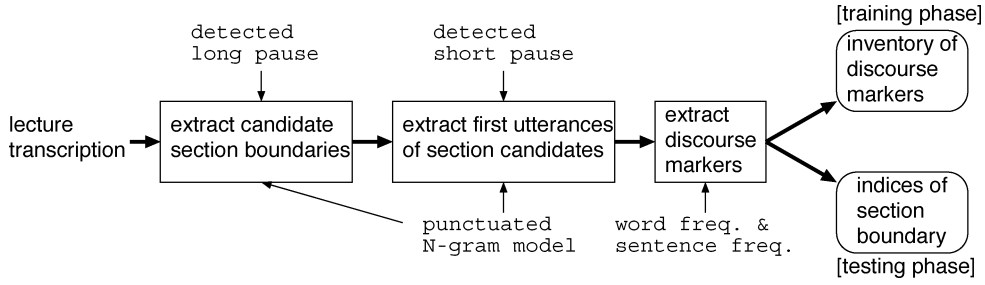 [training phase]
detected
long pause
detected
short pause
inventory of
discourse
markers
lecture
transcription
extract candidate
section boundaries
extract first utterances
of section candidates
extract
discourse
markers
punctuated
N-gram model
word freq. &
sentence freq.
indices of
section
boundary
[testing phase]